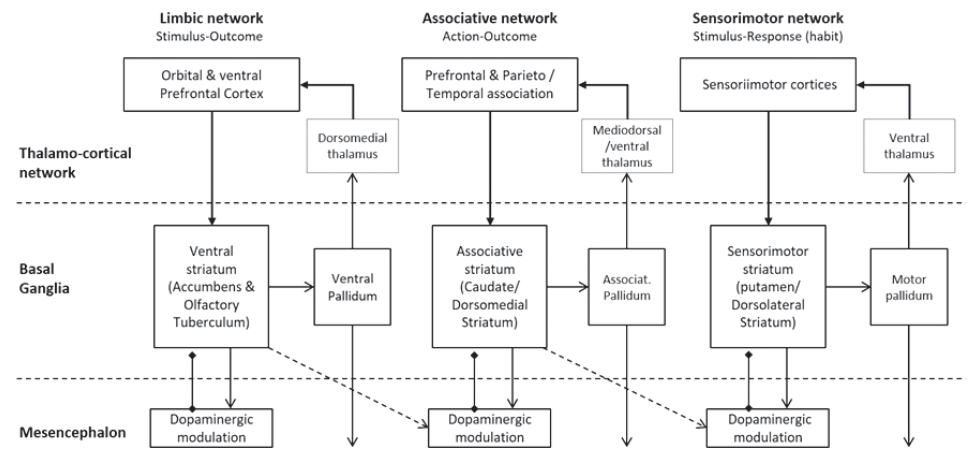 Limbic network
Stimulus-Outcome
Associative network
Action-Outcome
Sensorimotor network
Stimulus-Response (habit)
Orbital & ventral
Prefrontal Cortex
Prefrontal & Parieto /
Temporal association
Sensoriimotor cortices
Thalamo-cortical
network
Dorsomedial
thalamus
Mediodorsal
/ventral
thalamus
Ventral
thalamus
Basal
Ganglia
Ventral
striatum
(Accumbens &
Olfactory
Tuberculum)
Ventral
Pallidum
Associative
striatum
(Caudate/
Dorsomedial
Striatum)
Associat.
Pallidum
Sensorimotor
striatum
(putamen/
Dorsolateral
Striatum)
Motor
pallidum
Mesencephalon
Dopaminergic
modulation
Dopaminergic
modulation
Dopaminergic
modulation